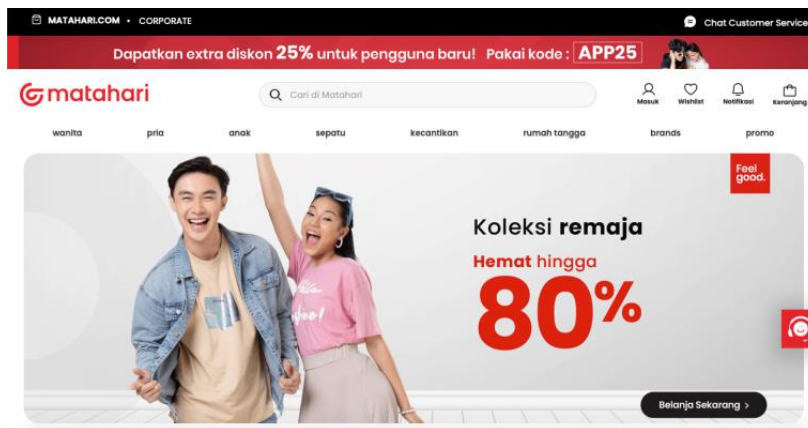 MATAHARI.COM • CORPORATE
Chat Customer Service
Dapatkan extra diskon 25% untuk pengguna baru! Pakai kode : APP25
matahari
Cari di Matahari
Masuk Wishlist Notifikasi Keranjang
wanita pria anak sepatu kecantikan rumah tangga brands promo
Feel
good.
Koleksi remaja
Hemat hingga
80%
Belanja Sekarang >